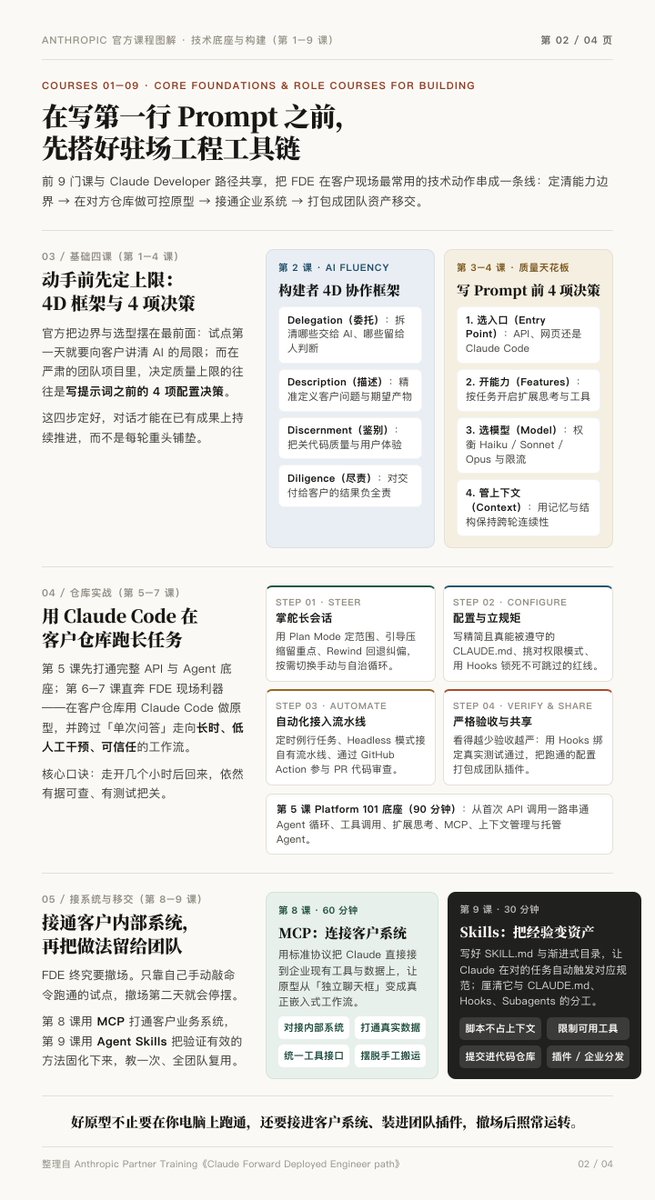 ANTHROPIC 官方课程图解 · 技术底座与构建（第 1—9 课）
第 02 / 04 页
COURSES 01—09 · CORE FOUNDATIONS & ROLE COURSES FOR BUILDING
在写第一行 Prompt 之前，
先搭好驻场工程工具链
前 9 门课与 Claude Developer 路径共享，把 FDE 在客户现场最常用的技术动作串成一条线：定清能力边
界 → 在对方仓库做可控原型 → 接通企业系统 → 打包成团队资产移交。
03 / 基础四课（第 1—4 课）
动手前先定上限：
4D 框架与 4 项决策
官方把边界与选型摆在最前面：试点第
一天就要向客户讲清 AI 的局限；而在
严肃的团队项目里，决定质量上限的往
往是写提示词之前的 4 项配置决策。
这四步定好，对话才能在已有成果上持
续推进，而不是每轮重头铺垫。
第 2 课 · AI FLUENCY
构建者 4D 协作框架
Delegation（委托）：拆
清哪些交给 AI、哪些留给
人判断
Description（描述）：精
准定义客户问题与期望产物
Discernment（鉴别）：
把关代码质量与用户体验
Diligence（尽责）：对交
付给客户的结果负全责
第 3—4 课 · 质量天花板
写 Prompt 前 4 项决策
1. 选入口（Entry
Point）：API、网页还是
Claude Code
2. 开能力（Features）：
按任务开启扩展思考与工具
3. 选模型（Model）：权
衡 Haiku / Sonnet /
Opus 与限流
4. 管上下文
（Context）：用记忆与结
构保持跨轮连续性
04 / 仓库实战（第 5—7 课）
用 Claude Code 在
客户仓库跑长任务
第 5 课先打通完整 API 与 Agent 底
座；第 6—7 课直奔 FDE 现场利器
——在客户仓库用 Claude Code 做原
型，并跨过「单次问答」走向长时、低
人工干预、可信任的工作流。
核心口诀：走开几个小时后回来，依然
有据可查、有测试把关。
STEP 01 · STEER
掌舵长会话
用 Plan Mode 定范围、引导压
缩留重点、Rewind 回退纠偏，
按需切换手动与自治循环。
STEP 02 · CONFIGURE
配置与立规矩
写精简且真能被遵守的
CLAUDE.md、挑对权限模式、
用 Hooks 锁死不可跳过的红线。
STEP 03 · AUTOMATE
自动化接入流水线
定时例行任务、Headless 模式接
自有流水线、通过 GitHub
Action 参与 PR 代码审查。
STEP 04 · VERIFY & SHARE
严格验收与共享
看得越少验收越严：用 Hooks 绑
定真实测试通过，把跑通的配置
打包成团队插件。
第 5 课 Platform 101 底座（90 分钟）：从首次 API 调用一路串通
Agent 循环、工具调用、扩展思考、MCP、上下文管理与托管
Agent。
05 / 接系统与移交（第 8—9 课）
接通客户内部系统，
再把做法留给团队
FDE 终究要撤场。只靠自己手动敲命
令跑通的试点，撤场第二天就会停摆。
第 8 课用 MCP 打通客户业务系统，
第 9 课用 Agent Skills 把验证有效的
方法固化下来，教一次、全团队复用。
第 8 课 · 60 分钟
MCP：连接客户系统
用标准协议把 Claude 直接接
到企业现有工具与数据上，让
原型从「独立聊天框」变成真
正嵌入式工作流。
对接内部系统
打通真实数据
统一工具接口
摆脱手工搬运
第 9 课 · 30 分钟
Skills：把经验变资产
写好 SKILL.md 与渐进式目录，让
Claude 在对的任务自动触发对应规
范；厘清它与 CLAUDE.md、
Hooks、Subagents 的分工。
脚本不占上下文
限制可用工具
提交进代码仓库
插件 / 企业分发
好原型不止要在你电脑上跑通，还要接进客户系统、装进团队插件，撤场后照常运转。
整理自 Anthropic Partner Training《Claude Forward Deployed Engineer path》
02 / 04